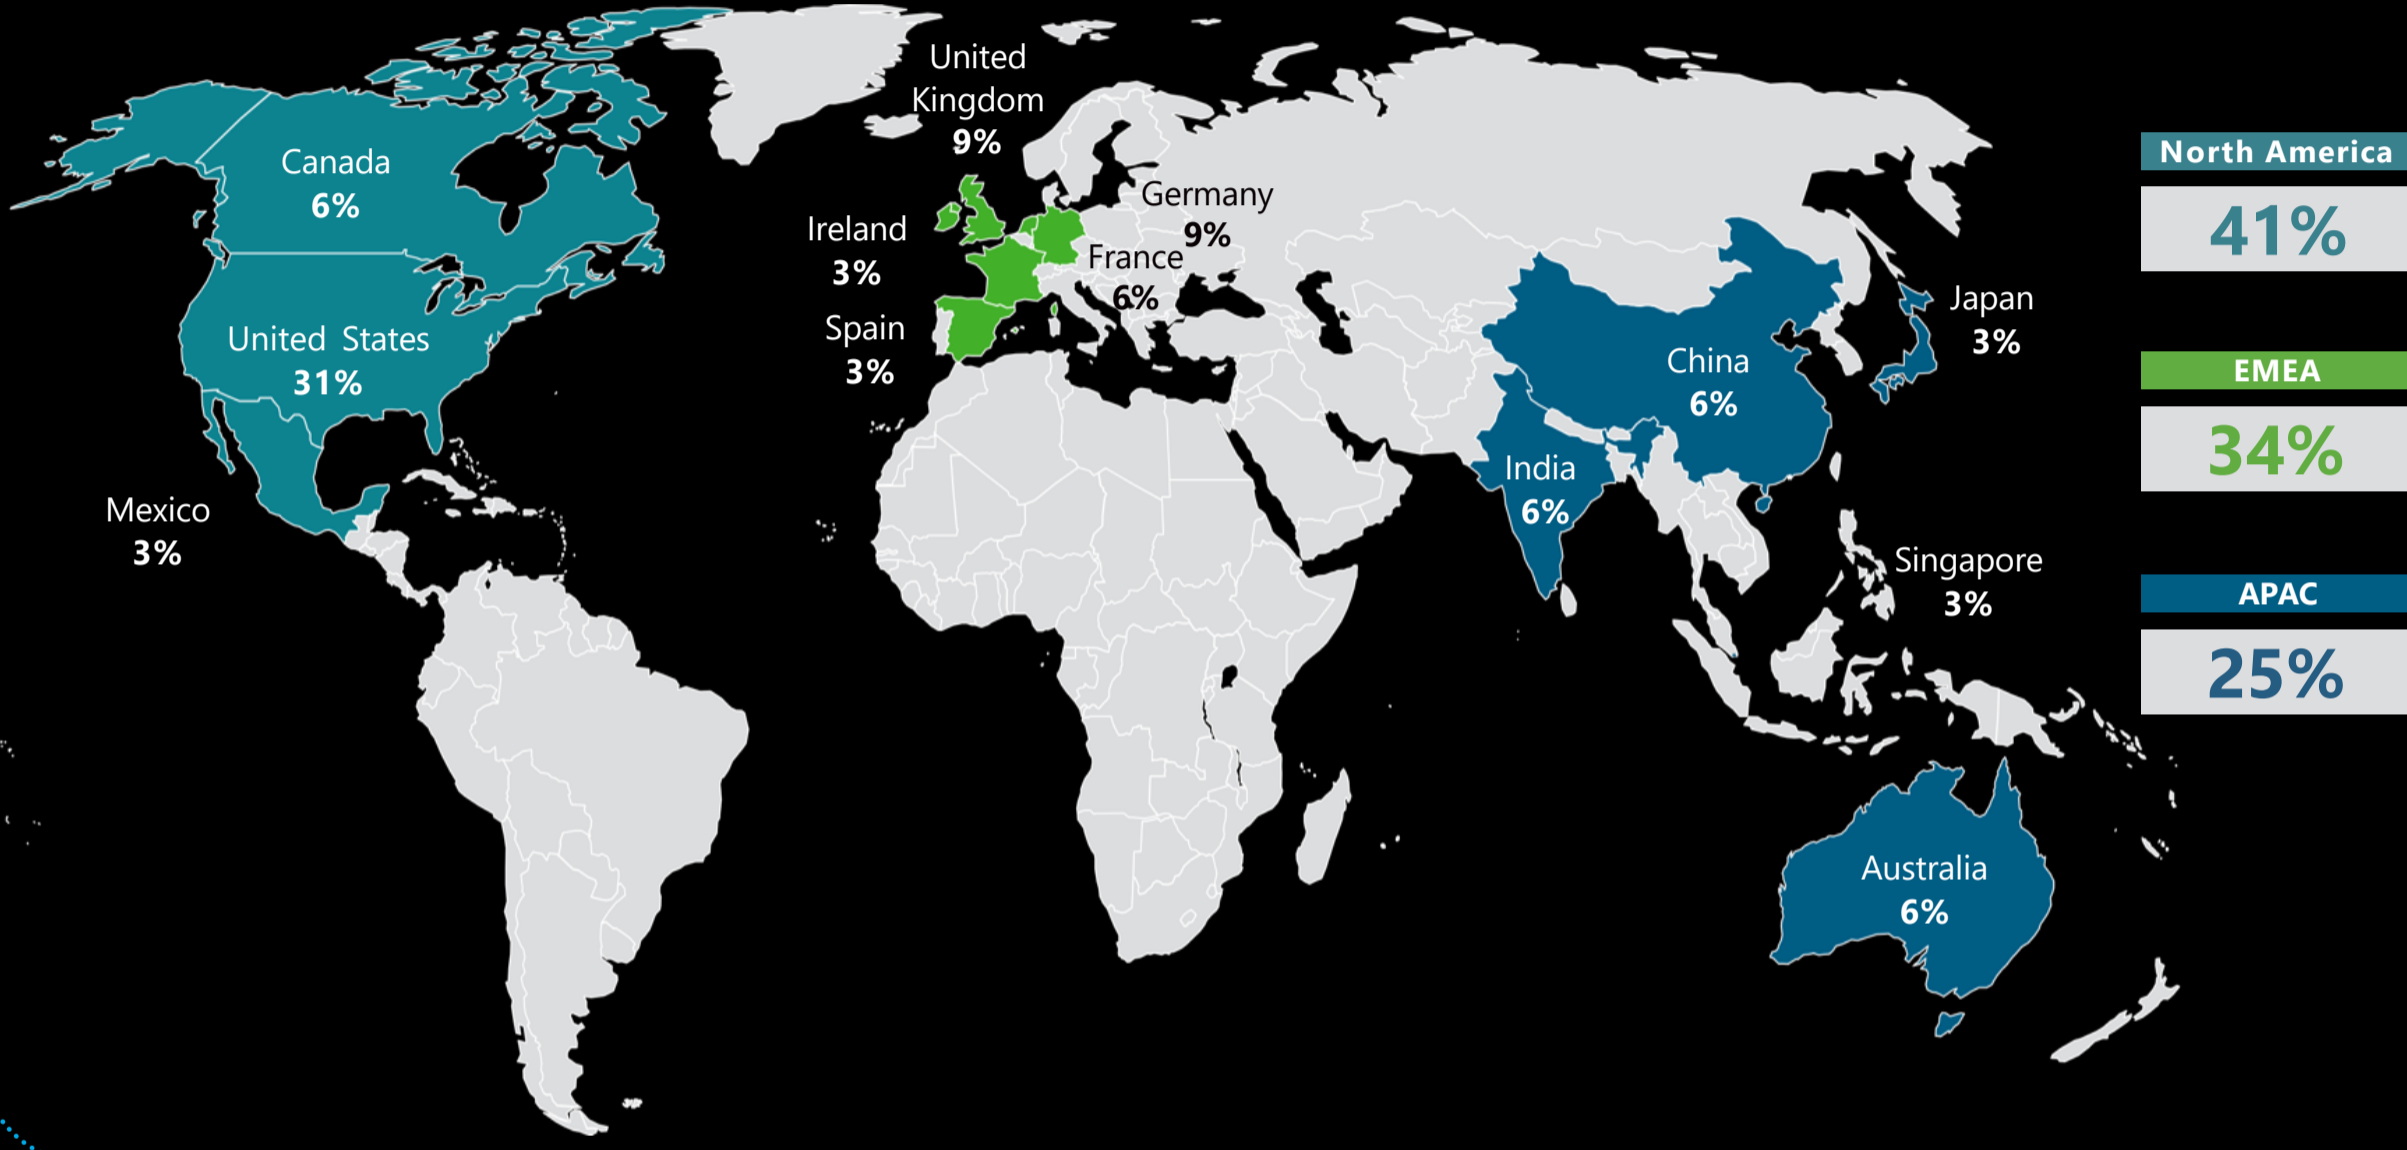 United
Kingdom
9%
Canada
6%
Germany
9%
Ireland
3%
France
6%
Spain
3%
United States
31%
Mexico
3%
Japan
3%
China
6%
India
6%
Singapore
3%
Australia
6%
North America
41%
EMEA
34%
APAC
25%